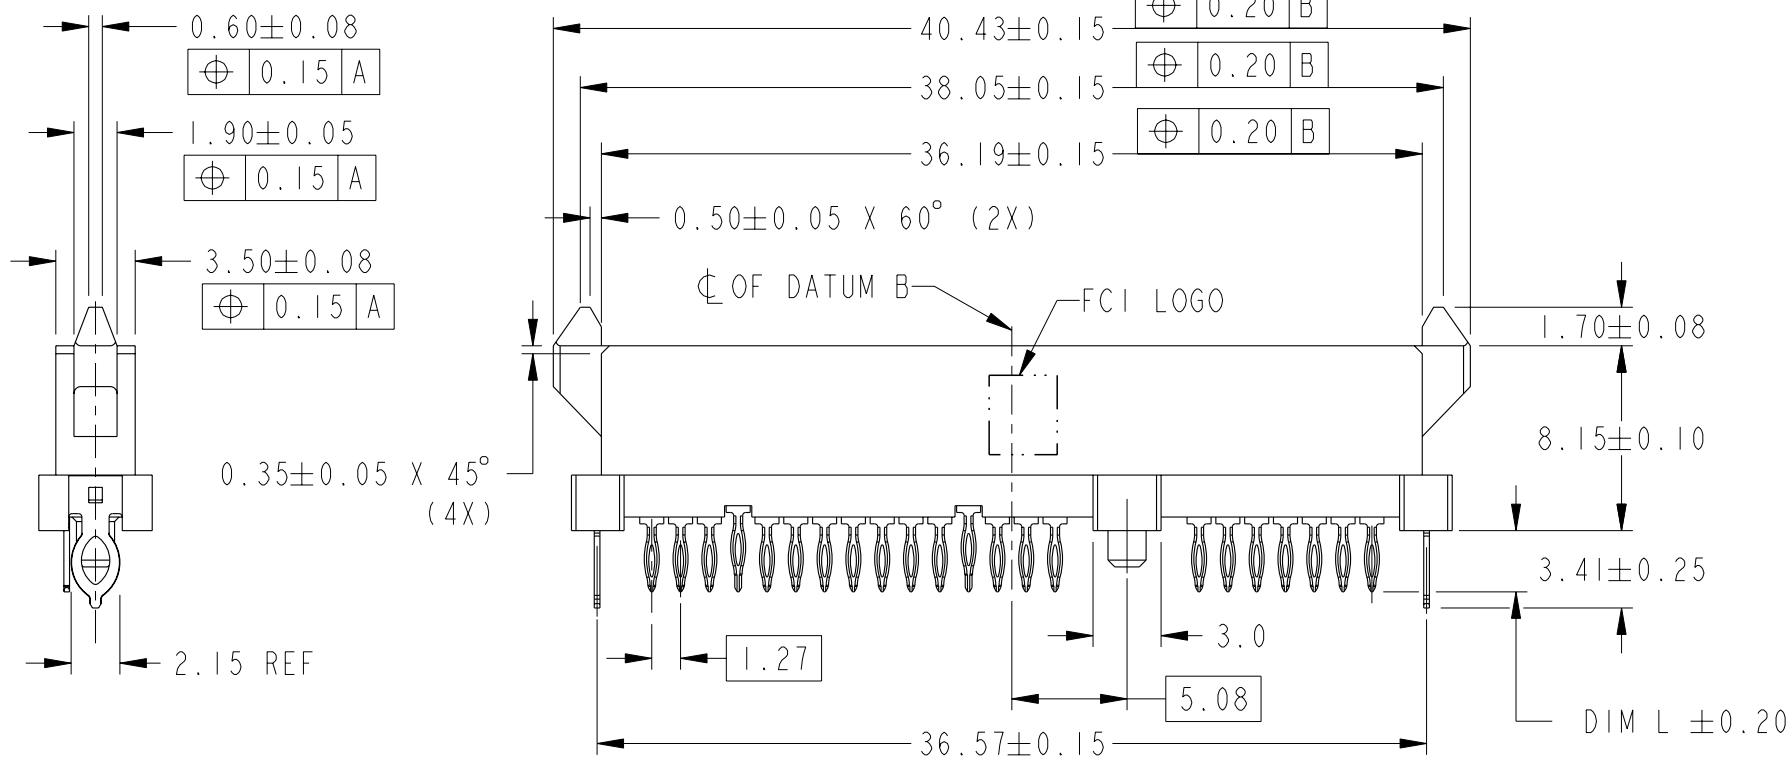 0.60±0.08
⌖ 0.15 A
1.90±0.05
⌖ 0.15 A
3.50±0.08
⌖ 0.15 A
2.15 REF
⌖ 0.20 B
40.43±0.15
⌖ 0.20 B
38.05±0.15
⌖ 0.20 B
36.19±0.15
0.50±0.05 X 60° (2X)
℄ OF DATUM B
FCI LOGO
0.35±0.05 X 45°
(4X)
1.70±0.08
8.15±0.10
3.41±0.25
3.0
1.27
5.08
DIM L ±0.20
36.57±0.15